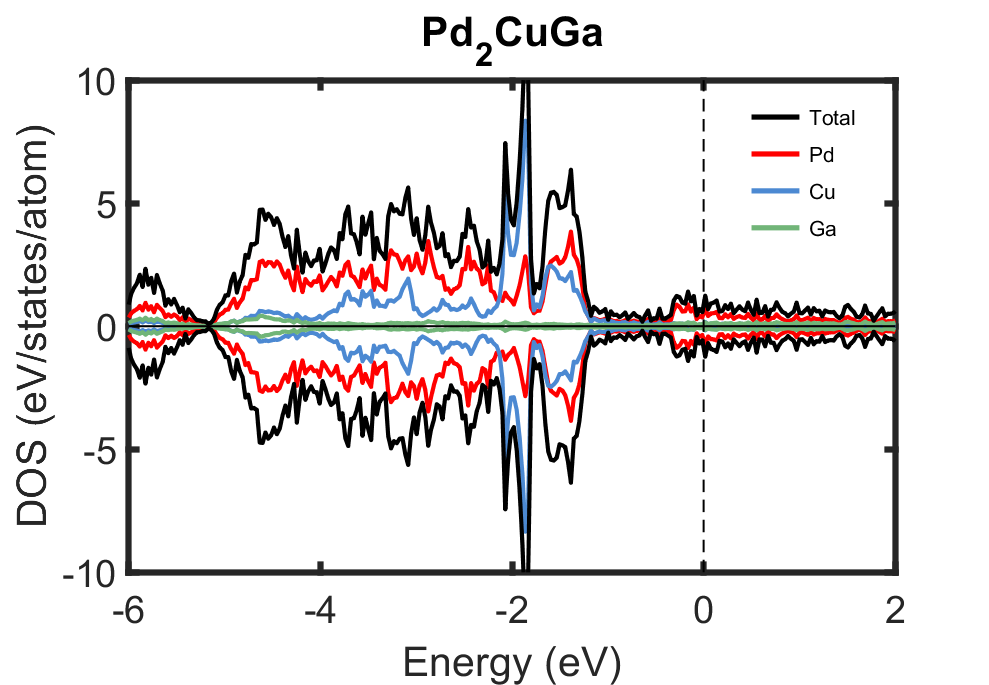 Pd₂CuGa
10
5
0
-5
-10
DOS (eV/states/atom)
Total
Pd
Cu
Ga
-6 -4 -2 0 2
Energy (eV)